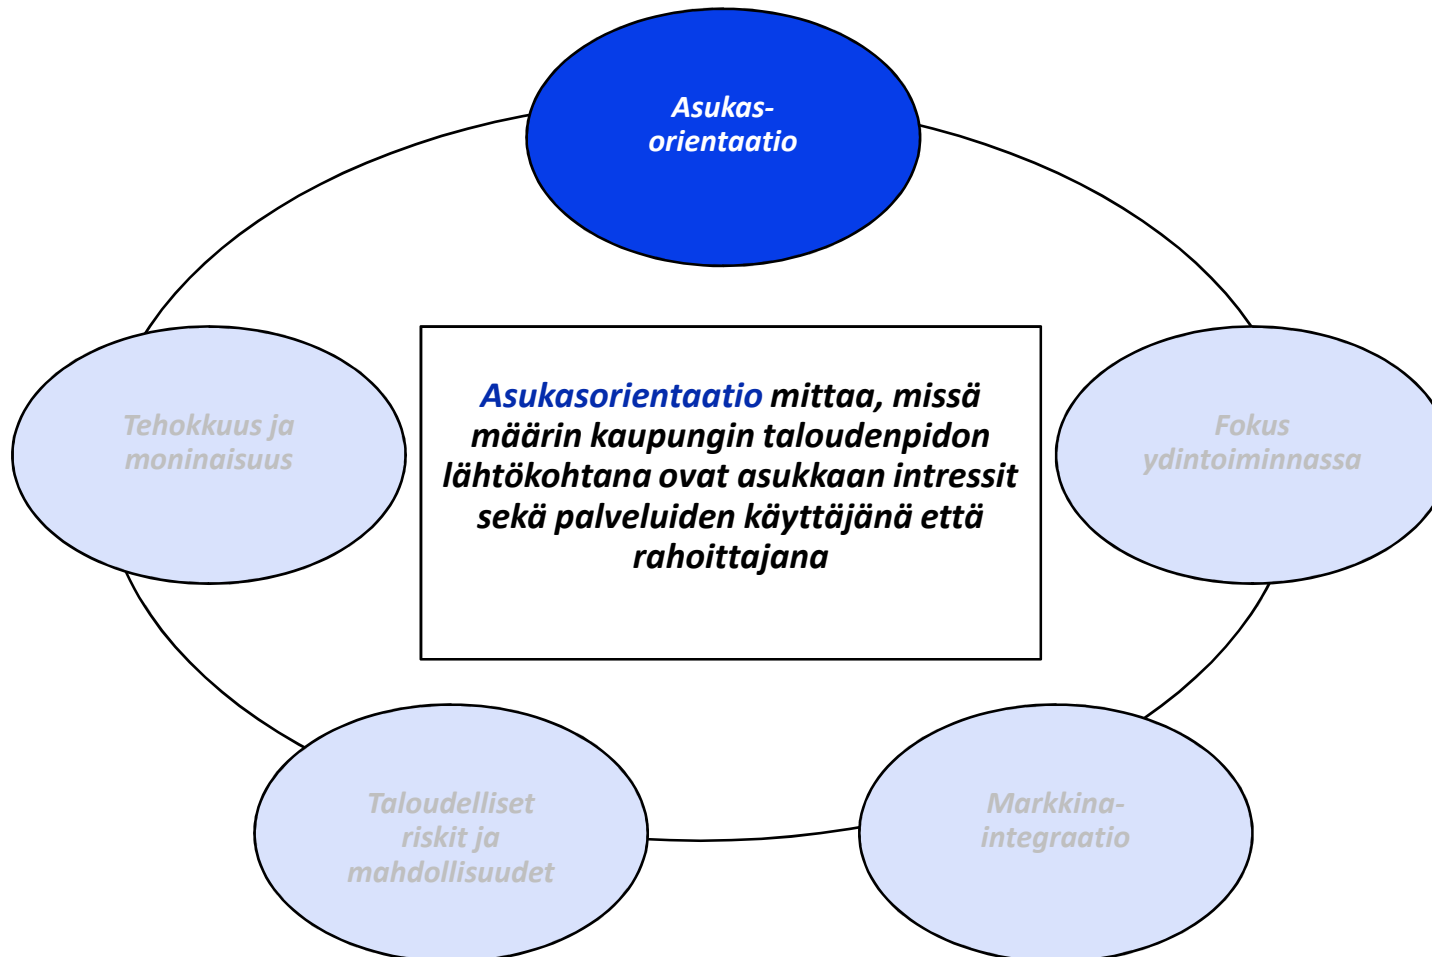 Asukas-
orientaatio
Tehokkuus ja
moninaisuus
Asukasorientaatio mittaa, missä
määrin kaupungin taloudenpidon
lähtökohtana ovat asukkaan intressit
sekä palveluiden käyttäjänä että
rahoittajana
Fokus
ydintoiminnassa
Taloudelliset
riskit ja
mahdollisuudet
Markkina-
integraatio